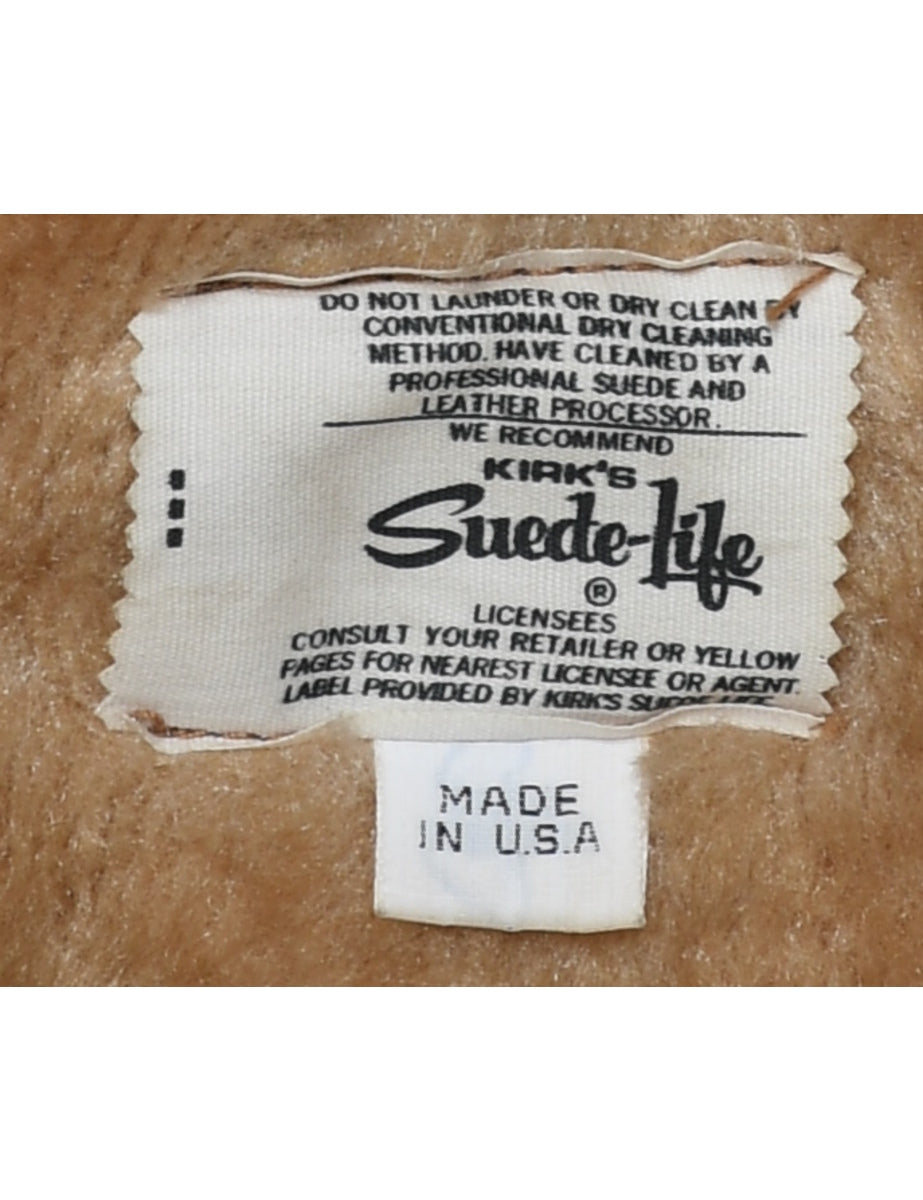 DO NOT LAUNDER OR DRY CLEAN BY
CONVENTIONAL DRY CLEANING
METHOD. HAVE CLEANED BY A
PROFESSIONAL SUEDE AND
LEATHER PROCESSOR.
WE RECOMMEND
KIRK'S
Suede-Life
®
LICENSEES
CONSULT YOUR RETAILER OR YELLOW
PAGES FOR NEAREST LICENSEE OR AGENT.
LABEL PROVIDED BY KIRK'S SUEDE-LIFE
MADE
IN U.S.A